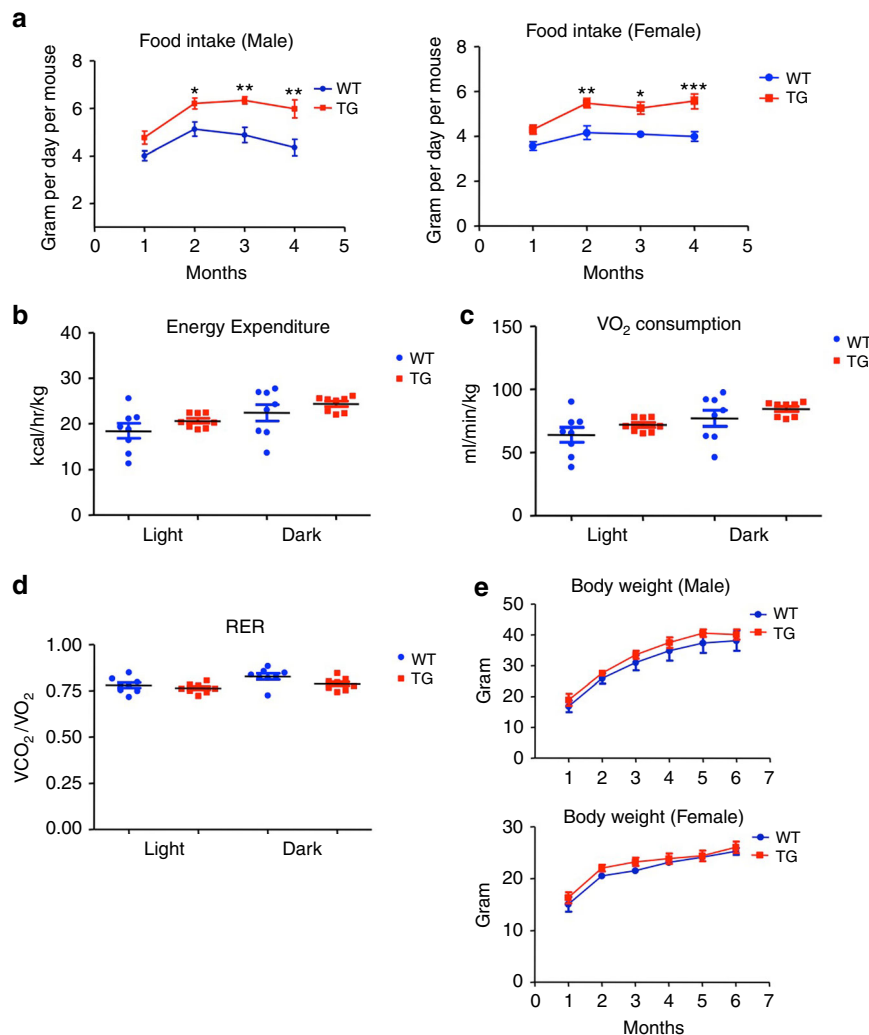 a
Food intake (Male)
Gram per day per mouse
8
6
4
2
* ** **
WT
TG
0 1 2 3 4 5
Months
Food intake (Female)
Gram per day per mouse
8
6
4
2
0
** * ***
WT
TG
0 1 2 3 4 5
Months
b
Energy Expenditure
kcal/hr/kg
40
30
20
10
0
WT
TG
Light Dark
c
VO2 consumption
ml/min/kg
150
100
50
0
WT
TG
Light Dark
d
RER
VCO2/VO2
1.00
0.75
0.50
0.25
0.00
WT
TG
Light Dark
e
Body weight (Male)
Gram
50
40
30
20
10
0
WT
TG
1 2 3 4 5 6 7
Body weight (Female)
Gram
30
20
10
0
WT
TG
0 1 2 3 4 5 6 7
Months